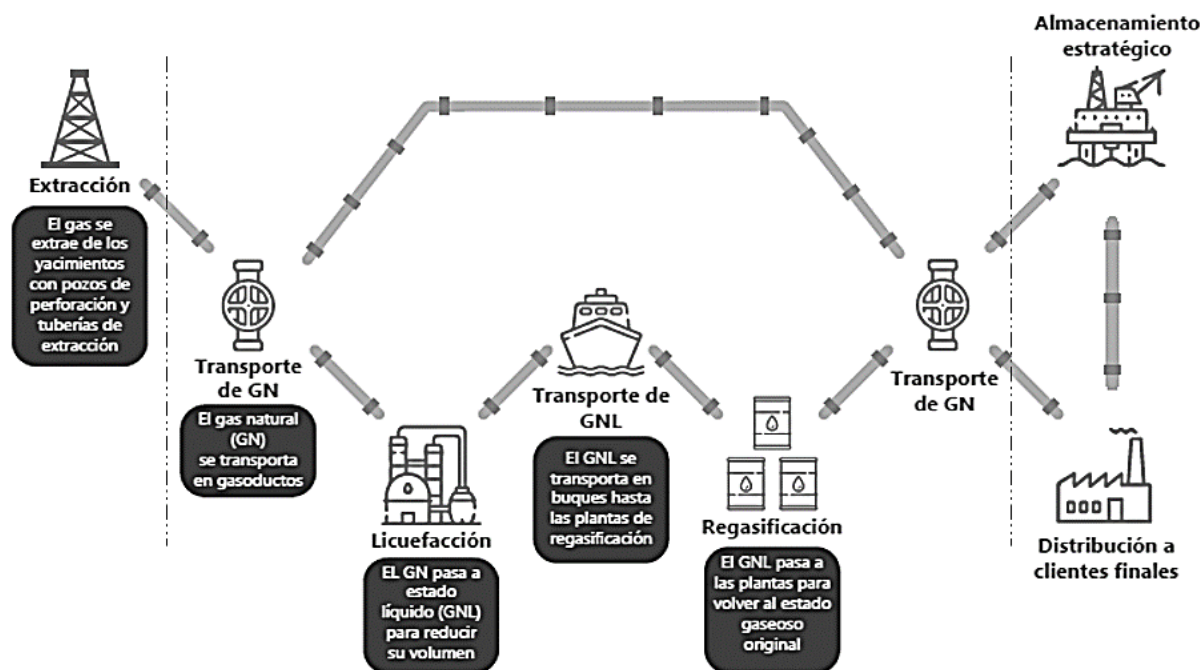 Extracción
El gas se
extrae de los
yacimientos
con pozos de
perforación y
tuberías de
extracción
Transporte
de GN
El gas natural
(GN)
se transporta
en gasoductos
Licuefacción
EL GN pasa a
estado
líquido (GNL)
para reducir
su volumen
Transporte de
GNL
El GNL se
transporta en
buques hasta
las plantas de
regasificación
Regasificación
El GNL pasa a
las plantas para
volver al estado
gaseoso
original
Transporte
de GN
Almacenamiento
estratégico
Distribución a
clientes finales